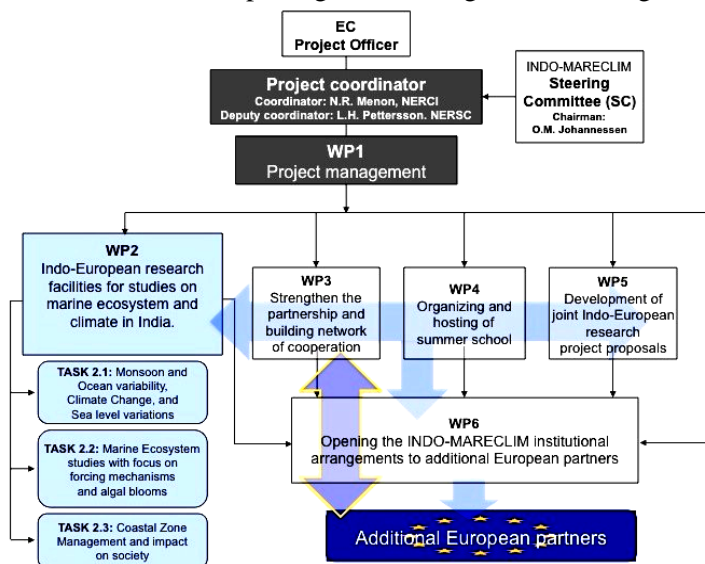 EC
Project Officer
Project coordinator
Coordinator: N.R. Menon, NERCI
Deputy coordinator: L.H. Pettersson. NERSC
INDO-MARECLIM
Steering
Committee (SC)
Chairman:
O.M. Johannessen
WP1
Project management
WP2
Indo-European research
facilities for studies on
marine ecosystem and
climate in India.
WP3
Strengthen the
partnership and
building network
of cooperation
WP4
Organizing and
hosting of
summer school
WP5
Development of
joint Indo-European
research
project proposals
TASK 2.1: Monsoon and
Ocean variability,
Climate Change, and
Sea level variations
TASK 2.2: Marine Ecosystem
studies with focus on
forcing mechanisms
and algal blooms
TASK 2.3: Coastal Zone
Management and impact
on society
WP6
Opening the INDO-MARECLIM institutional
arrangements to additional European partners
Additional European partners